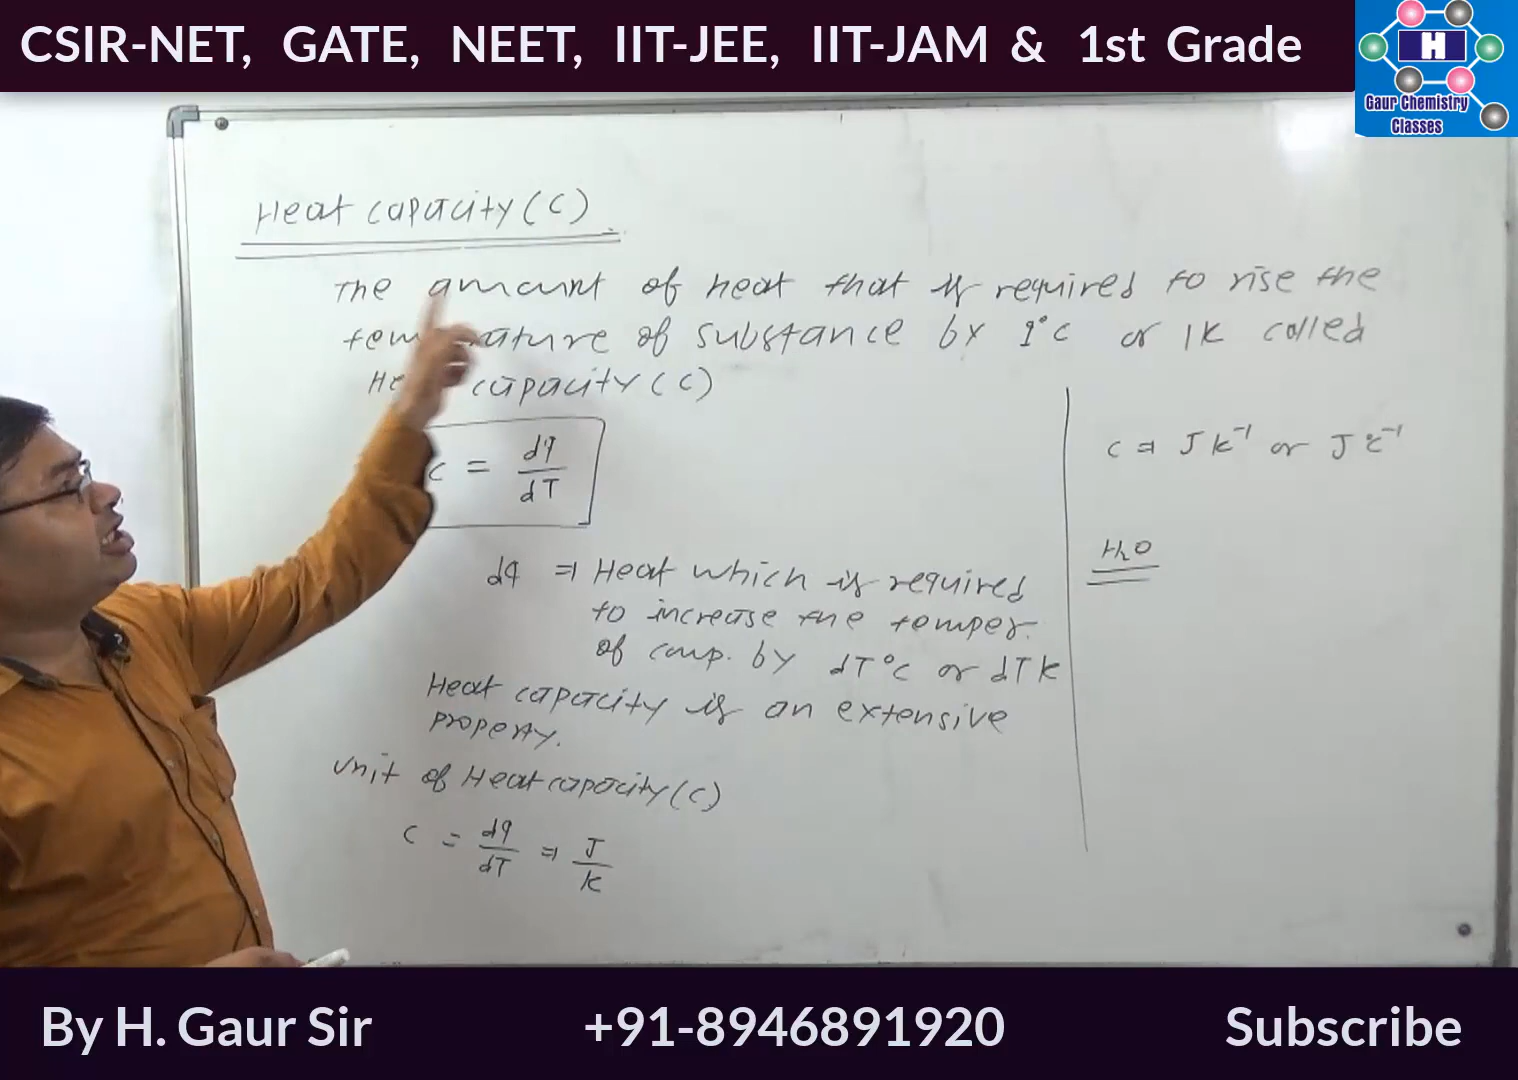 CSIR-NET, GATE, NEET, IIT-JEE, IIT-JAM & 1st Grade
H
Gaur Chemistry
Classes
Heat capacity (C)
The amount of heat that is required to rise the
of substance by 1°C or 1K called
capacity (C)
C = dq/dT
dq ⇒ Heat which is required
to increase the temper.
of comp. by dT°C or dT K
Heat capacity is an extensive
property.
unit of Heat capacity (C)
C = dq/dT ⇒ J/K
C ⇒ J K⁻¹ or J °C⁻¹
H₂O
By H. Gaur Sir
+91-8946891920
Subscribe